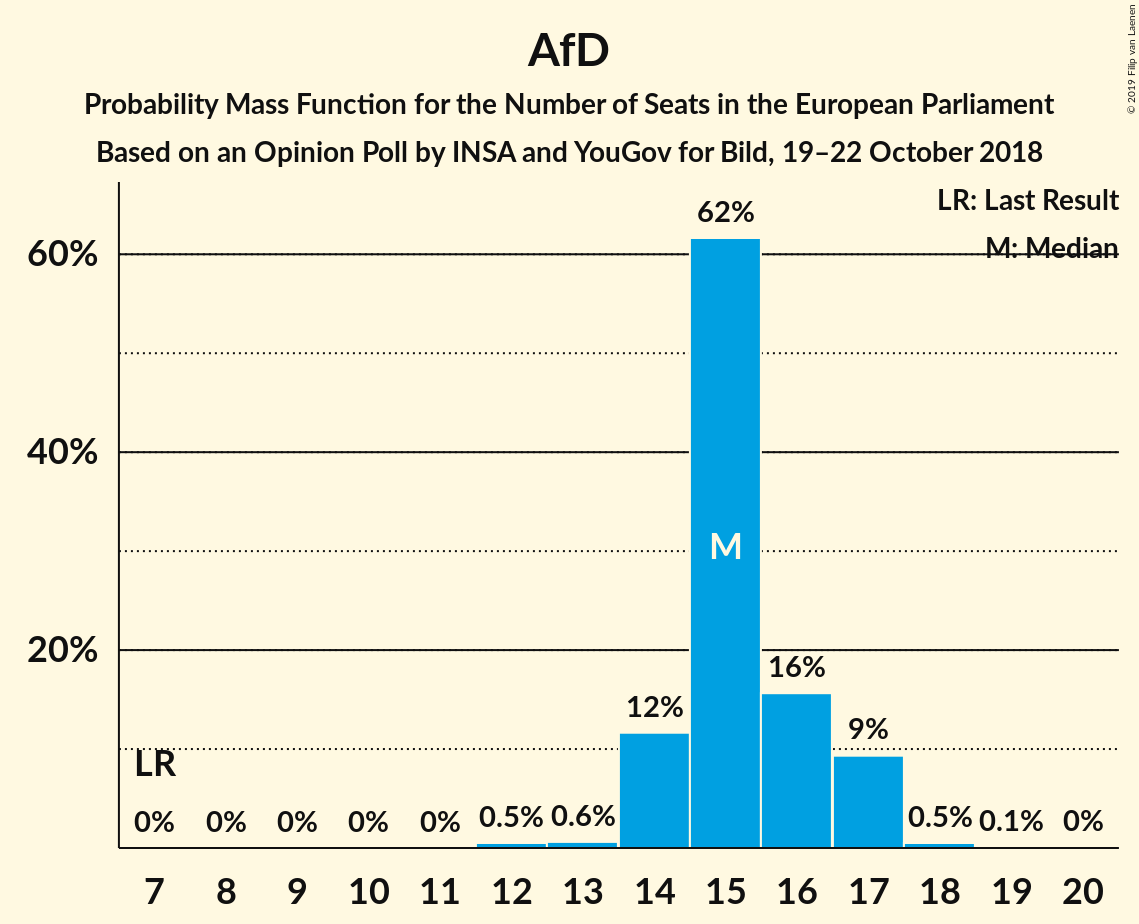 AfD
Probability Mass Function for the Number of Seats in the European Parliament
Based on an Opinion Poll by INSA and YouGov for Bild, 19–22 October 2018
© 2019 Filip van Laenen
LR: Last Result
M: Median
60%
40%
20%
62%
M
16%
12%
9%
LR
0% 0% 0% 0% 0% 0.5% 0.6% 0.5% 0.1% 0%
7 8 9 10 11 12 13 14 15 16 17 18 19 20